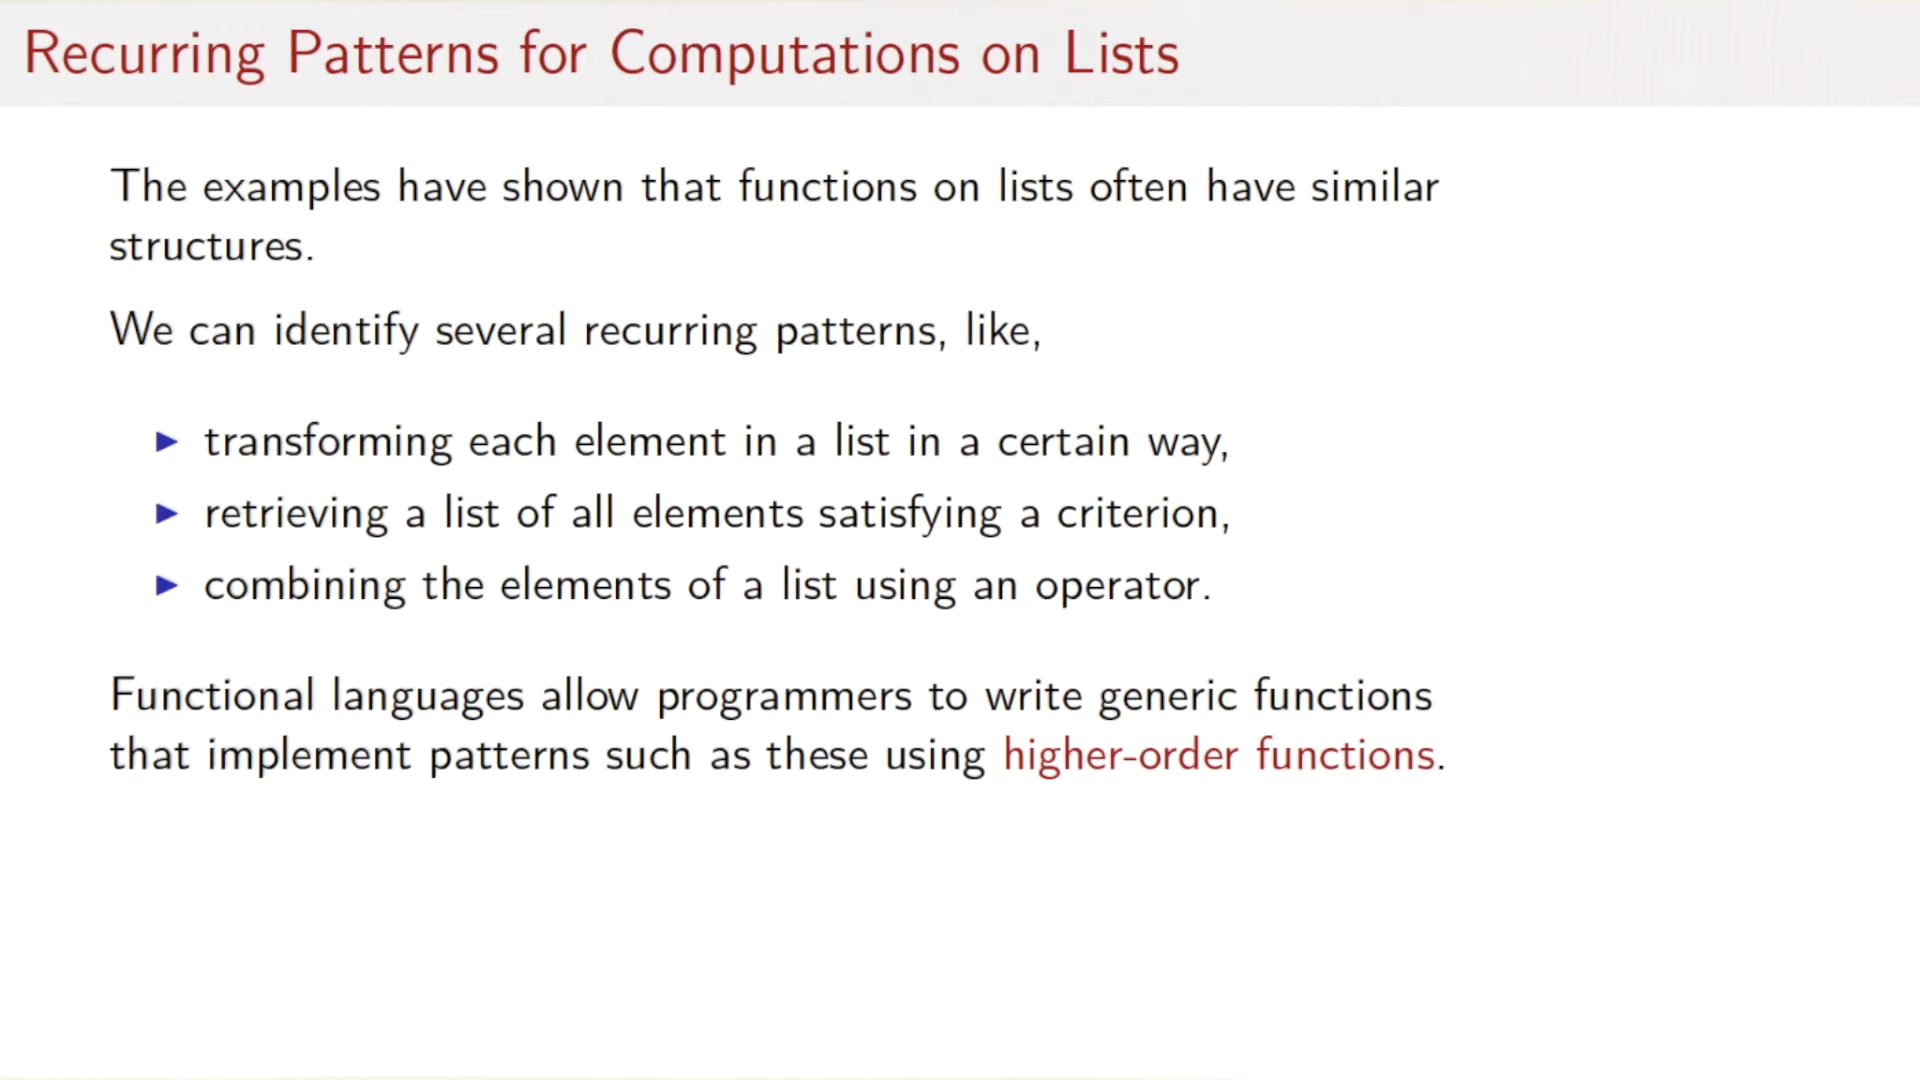 Recurring Patterns for Computations on Lists
The examples have shown that functions on lists often have similar
structures.
We can identify several recurring patterns, like,
▶ transforming each element in a list in a certain way,
▶ retrieving a list of all elements satisfying a criterion,
▶ combining the elements of a list using an operator.
Functional languages allow programmers to write generic functions
that implement patterns such as these using higher-order functions.